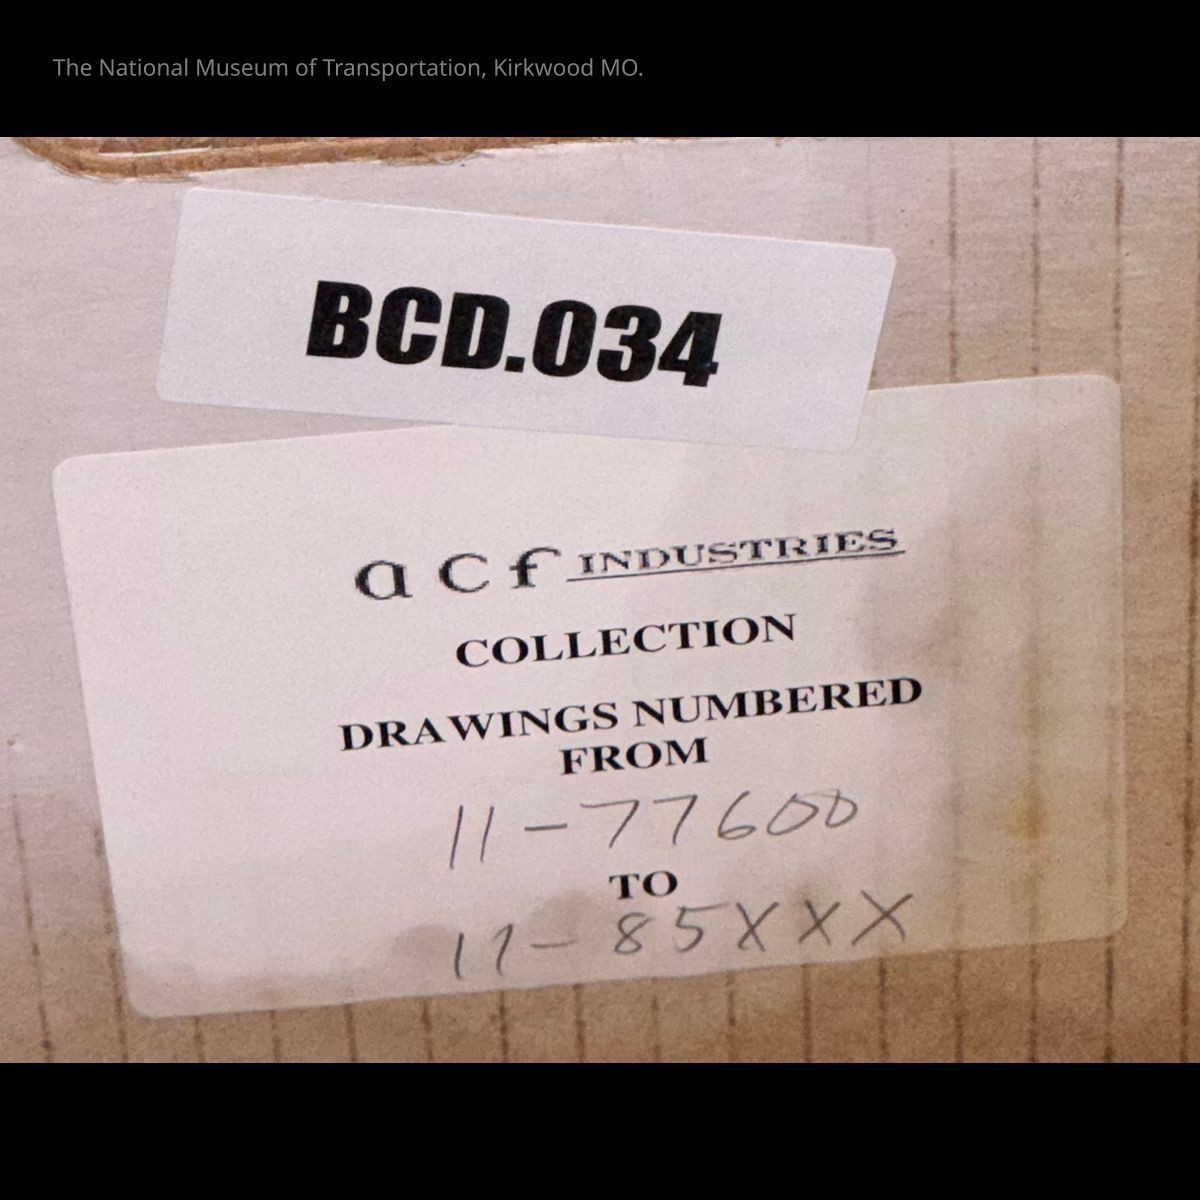 The National Museum of Transportation, Kirkwood MO.
BCD.034
acf INDUSTRIES
COLLECTION
DRAWINGS NUMBERED
FROM
11-77600
TO
11-85XXX